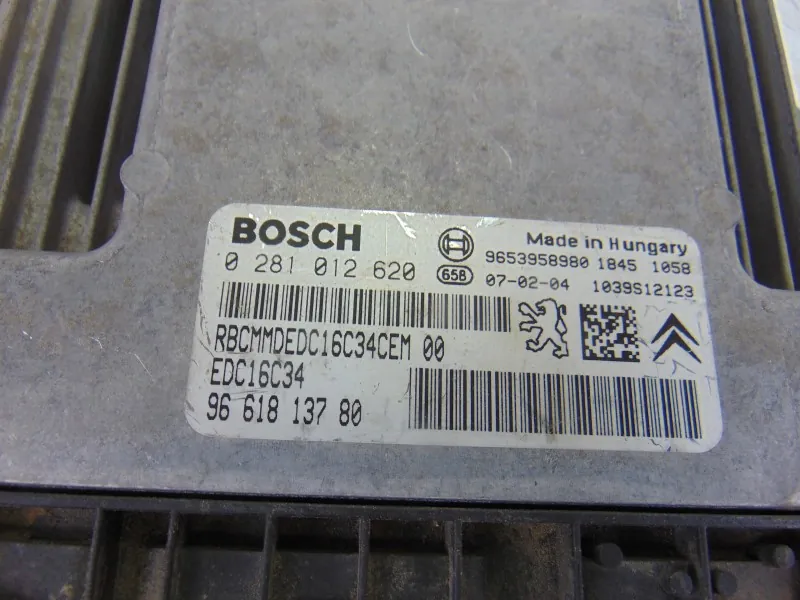 BOSCH
Made in Hungary
0 281 012 620
9653958980 1845 1058
658 07-02-04 1039S12123
RBCMMDEDC16C34CEM 00
EDC16C34
96 618 137 80